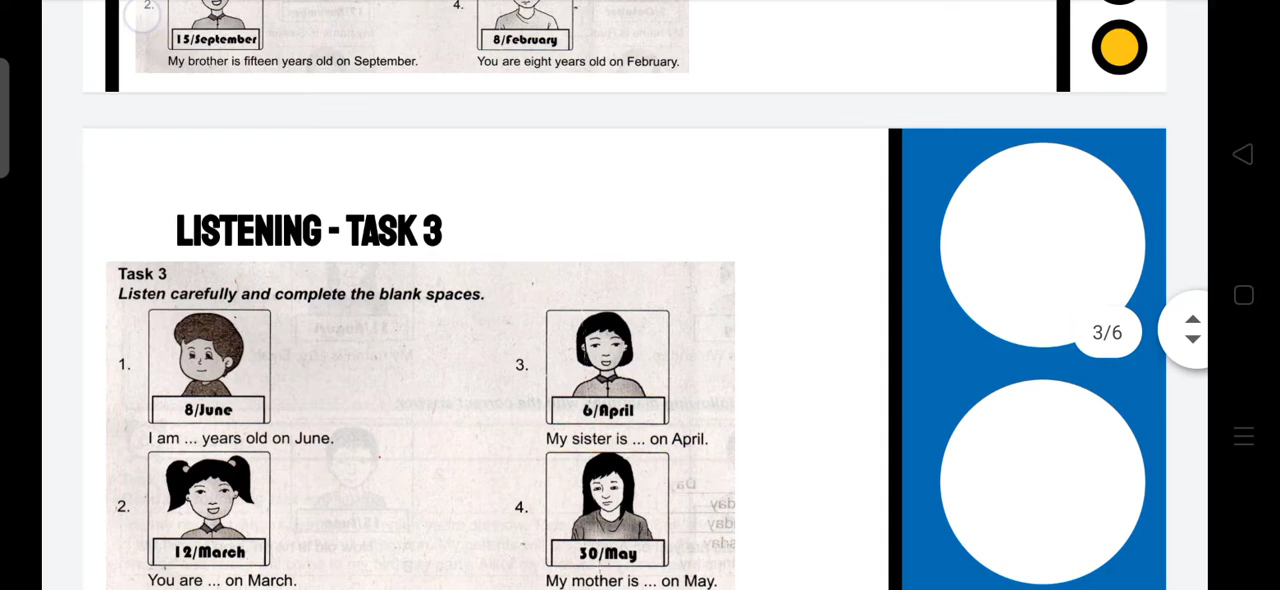 2.
4.
15/September
8/February
My brother is fifteen years old on September.
You are eight years old on February.
LISTENING - TASK 3
Task 3
Listen carefully and complete the blank spaces.
1.
8/June
I am ... years old on June.
3.
6/April
My sister is ... on April.
2.
12/March
You are ... on March.
4.
30/May
My mother is ... on May.
3/6